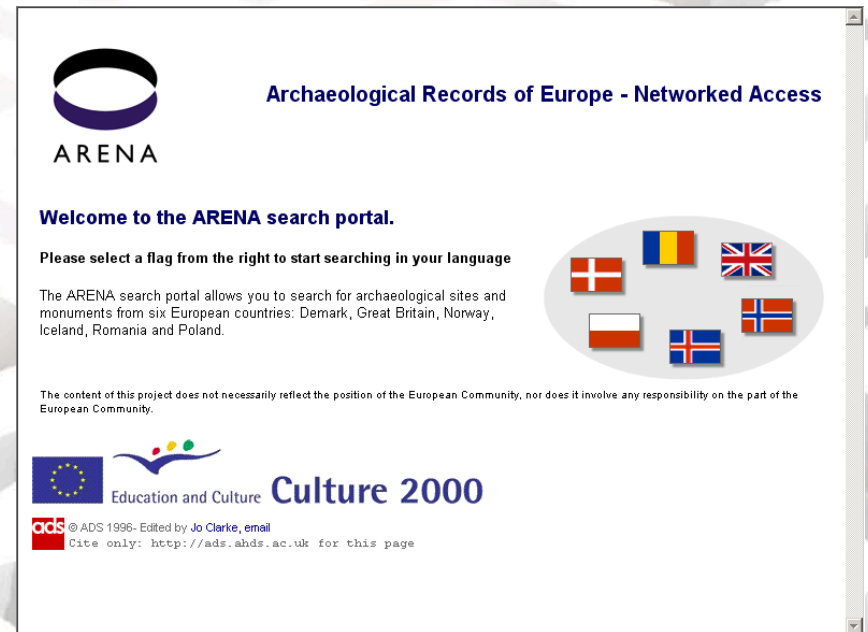 Archaeological Records of Europe - Networked Access
ARENA
Welcome to the ARENA search portal.
Please select a flag from the right to start searching in your language
The ARENA search portal allows you to search for archaeological sites and
monuments from six European countries: Demark, Great Britain, Norway,
Iceland, Romania and Poland.
The content of this project does not necessarily reflect the position of the European Community, nor does it involve any responsibility on the part of the
European Community.
Education and Culture Culture 2000
ads © ADS 1996- Edited by Jo Clarke, email
Cite only: http://ads.ahds.ac.uk for this page